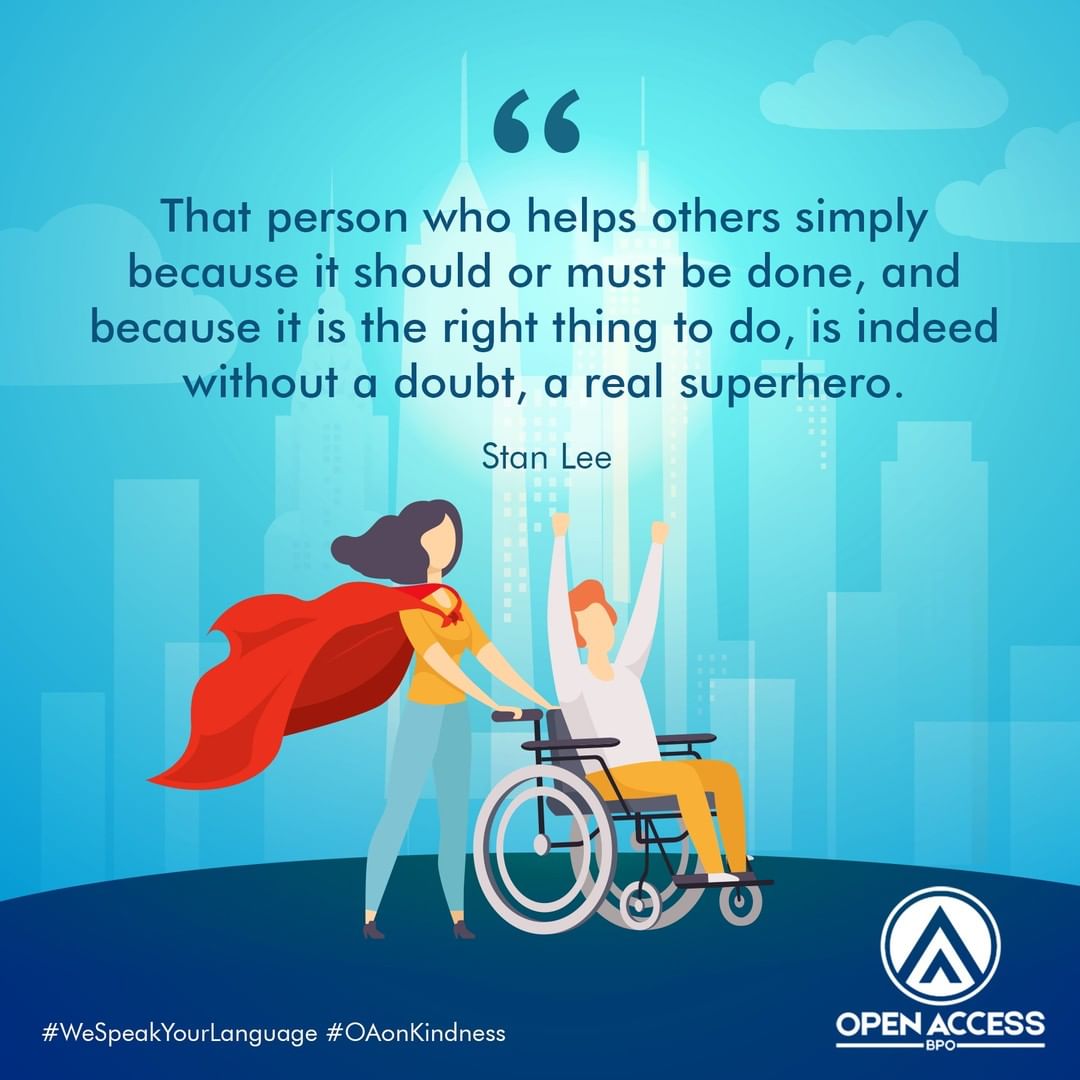 “
That person who helps others simply
because it should or must be done, and
because it is the right thing to do, is indeed
without a doubt, a real superhero.
Stan Lee
#WeSpeakYourLanguage #OAonKindness
OPEN ACCESS
BPO